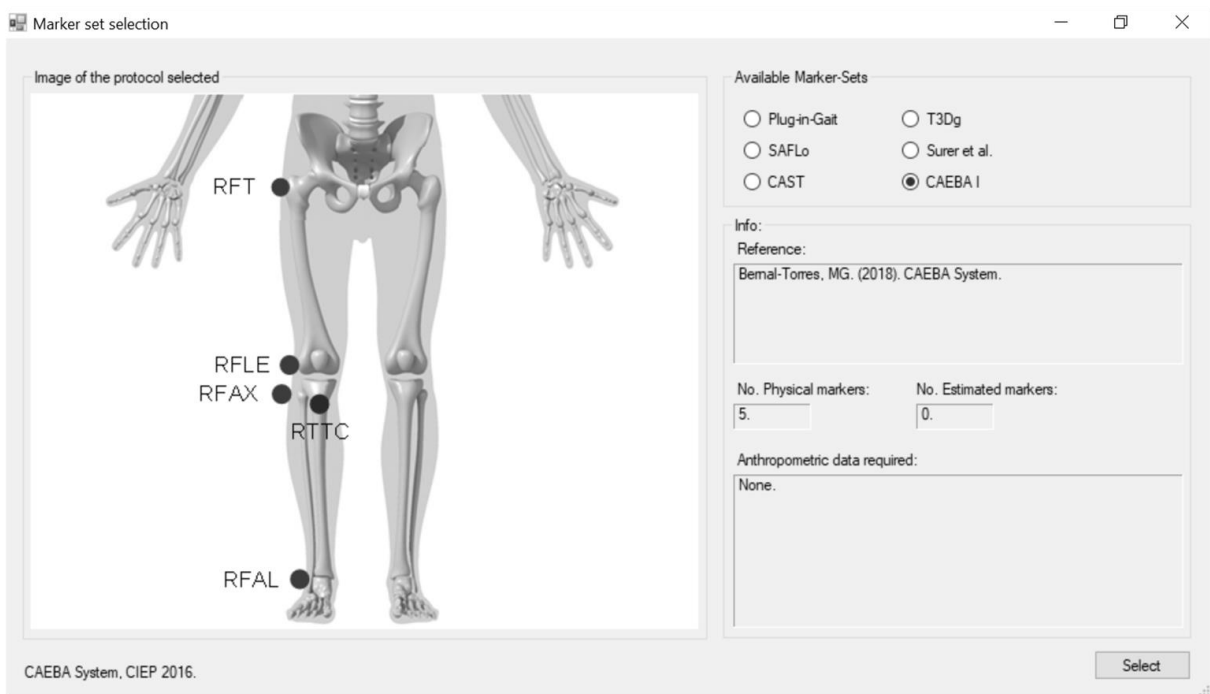 Marker set selection
Image of the protocol selected
RFT
RFLE
RFAX
RTTC
RFAL
Available Marker-Sets
Plug-in-Gait
T3Dg
SAFLo
Surer et al.
CAST
CAEBA I
Info:
Reference:
Bernal-Torres, MG. (2018). CAEBA System.
No. Physical markers:
No. Estimated markers:
5.
0.
Anthropometric data required:
None.
CAEBA System, CIEP 2016.
Select